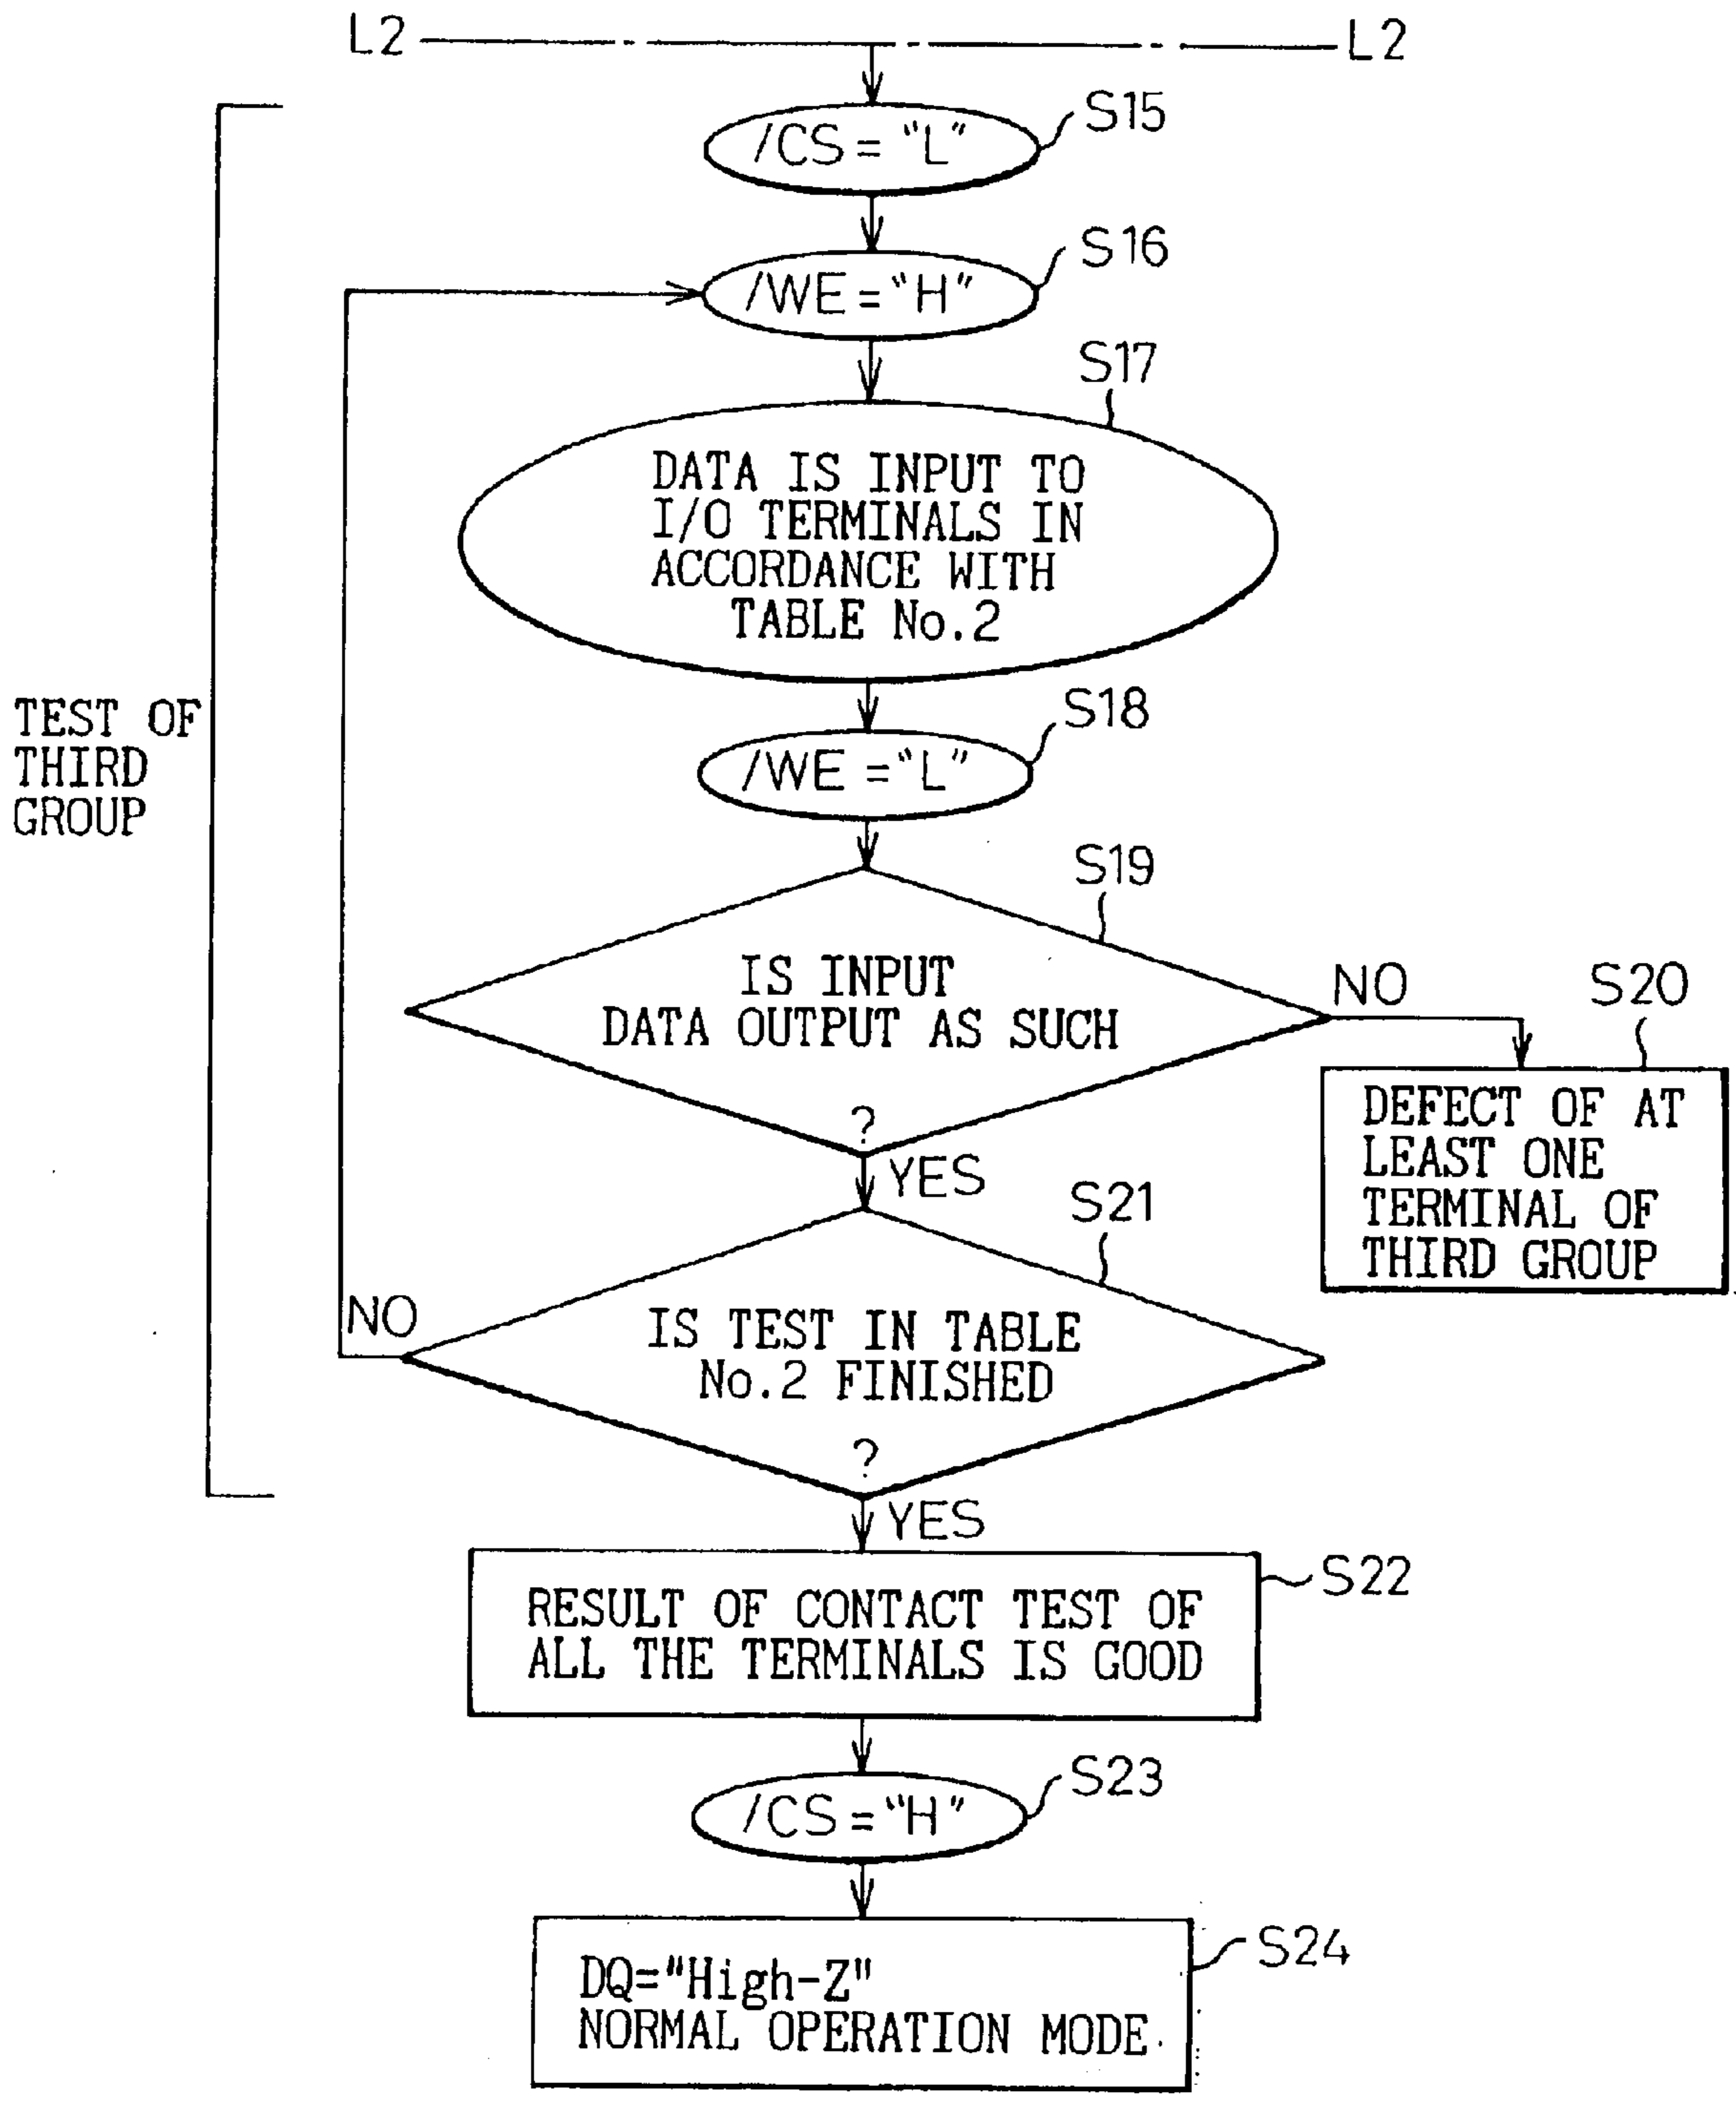 L2
L2
S15
/CS = "L"
S16
/WE = "H"
S17
DATA IS INPUT TO
I/O TERMINALS IN
ACCORDANCE WITH
TABLE No.2
S18
/WE = "L"
TEST OF
THIRD
GROUP
S19
IS INPUT
DATA OUTPUT AS SUCH
?
NO
S20
DEFECT OF AT
LEAST ONE
TERMINAL OF
THIRD GROUP
YES
S21
IS TEST IN TABLE
No.2 FINISHED
?
NO
YES
S22
RESULT OF CONTACT TEST OF
ALL THE TERMINALS IS GOOD
S23
/CS = "H"
S24
DQ="High-Z"
NORMAL OPERATION MODE